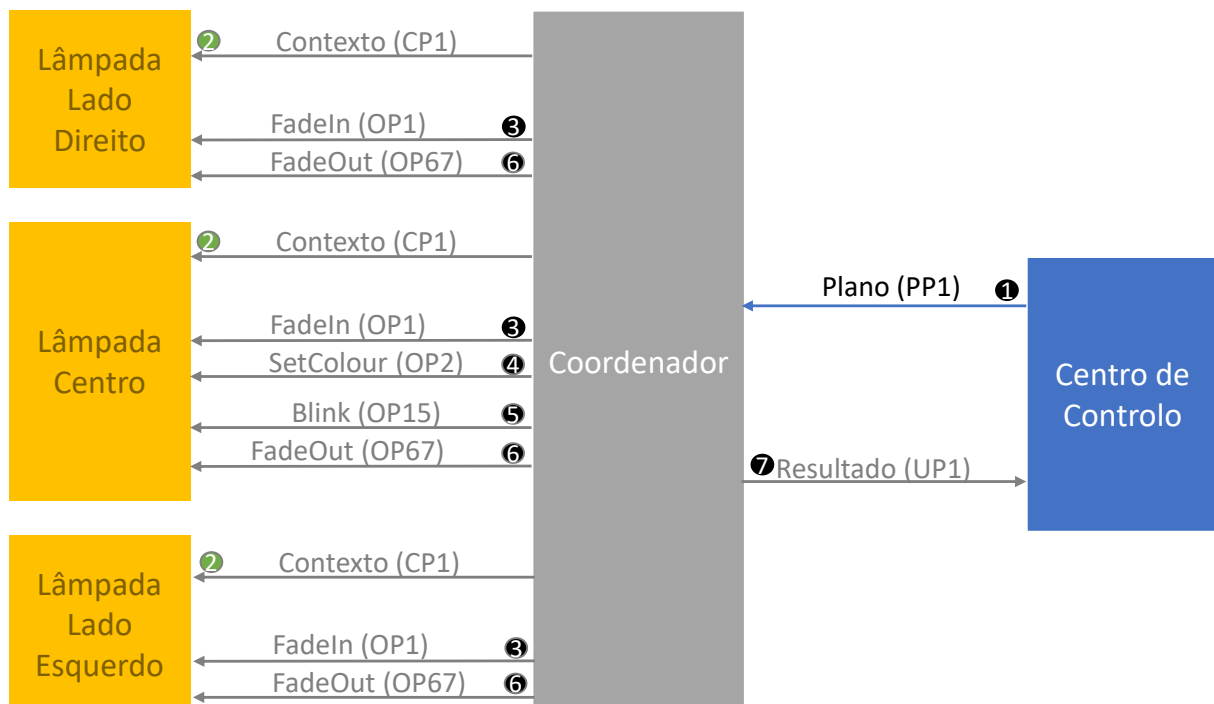 Lâmpada
Lado
Direito
2 Contexto (CP1)
FadeIn (OP1) 3
FadeOut (OP67) 6
Lâmpada
Centro
2 Contexto (CP1)
FadeIn (OP1) 3
SetColour (OP2) 4
Blink (OP15) 5
FadeOut (OP67) 6
Lâmpada
Lado
Esquerdo
2 Contexto (CP1)
FadeIn (OP1) 3
FadeOut (OP67) 6
Coordenador
Plano (PP1) 1
7 Resultado (UP1)
Centro de
Controlo